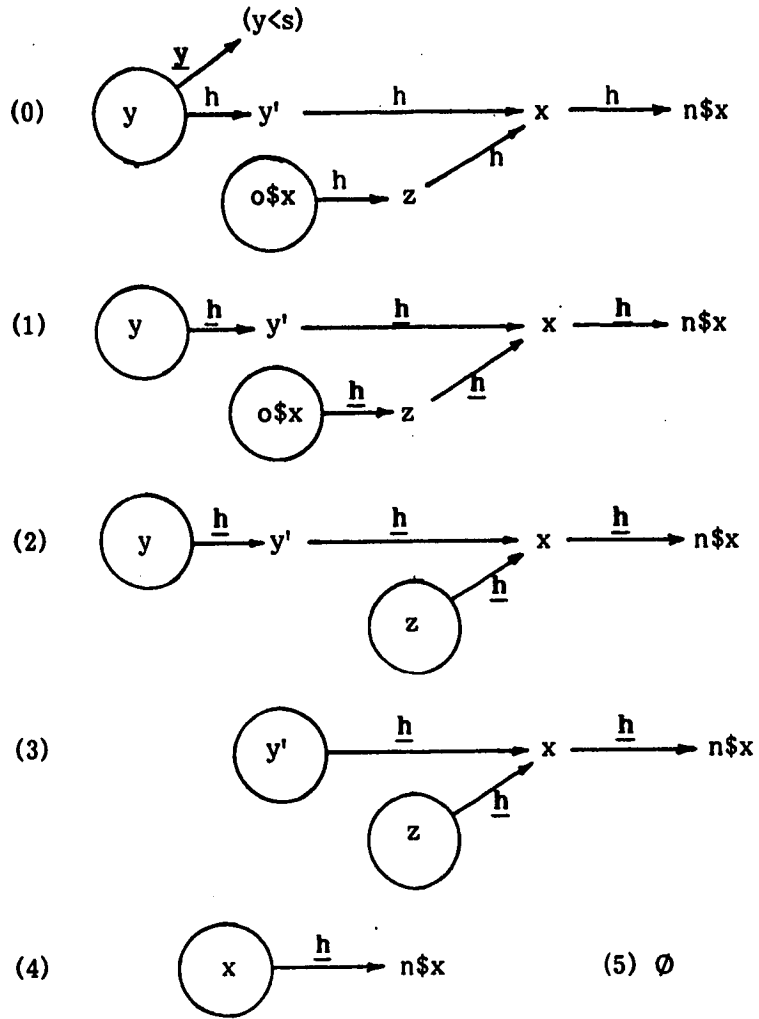 (y<s)
y
(0) y h y' h x h n$x
o$x h z h
(1) y h y' h x h n$x
o$x h z h
(2) y h y' h x h n$x
z h
(3) y' h x h n$x
z h
(4) x h n$x (5) Ø